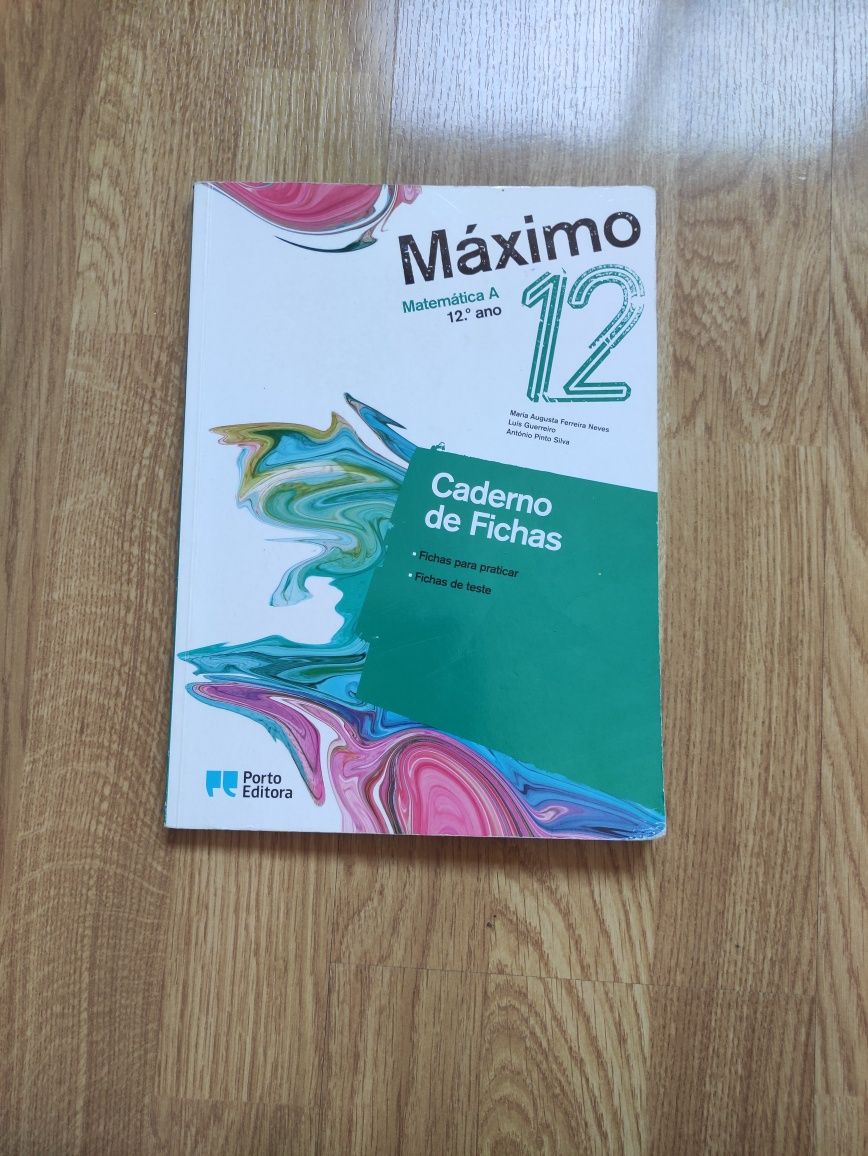 Máximo
Matemática A
12.º ano
12
Maria Augusta Ferreira Neves
Luís Guerreiro
António Pinto Silva
Caderno
de Fichas
▪ Fichas para praticar
▪ Fichas de teste
Porto
Editora